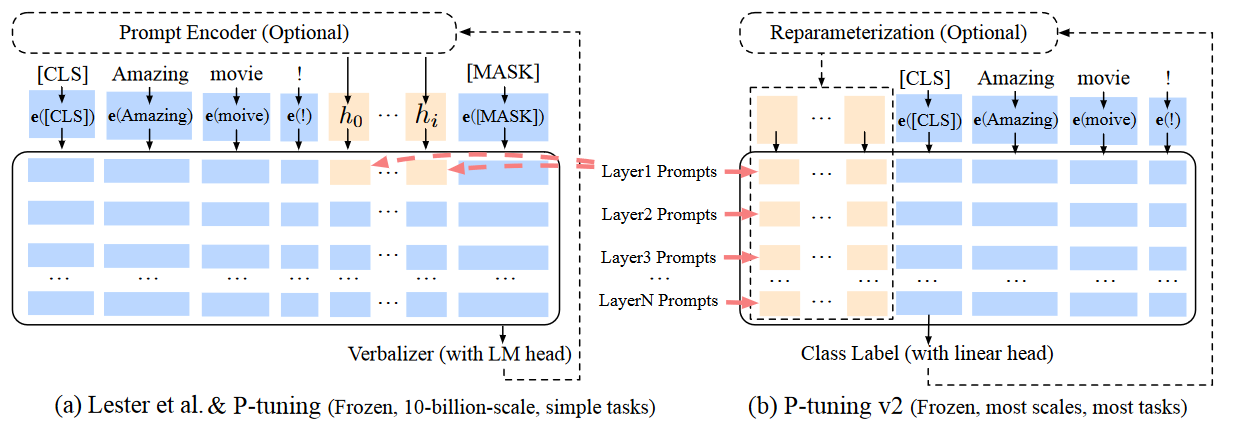 Prompt Encoder (Optional)
[CLS] Amazing movie ! [MASK]
e([CLS]) e(Amazing) e(moive) e(!) h0 ... hi e([MASK])
...
...
...
... ... ... ... ... ... ...
...
Verbalizer (with LM head)
(a) Lester et al. & P-tuning (Frozen, 10-billion-scale, simple tasks)
Layer1 Prompts
Layer2 Prompts
Layer3 Prompts
...
LayerN Prompts
Reparameterization (Optional)
[CLS] Amazing movie !
... e([CLS]) e(Amazing) e(moive) e(!)
...
...
...
... ... ... ... ... ...
...
Class Label (with linear head)
(b) P-tuning v2 (Frozen, most scales, most tasks)